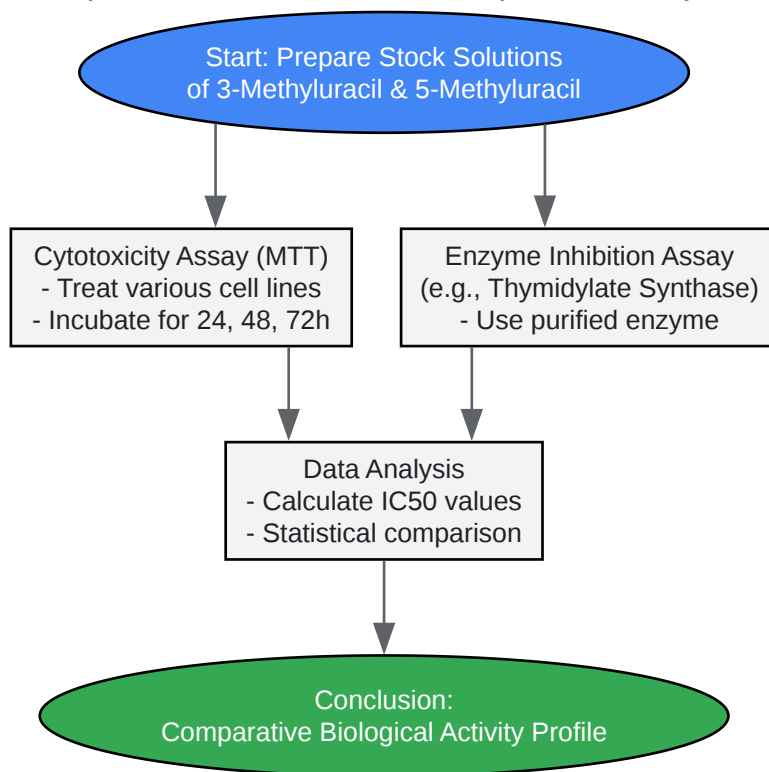 Start: Prepare Stock Solutions
of 3-Methyluracil & 5-Methyluracil
Cytotoxicity Assay (MTT)
- Treat various cell lines
- Incubate for 24, 48, 72h
Enzyme Inhibition Assay
(e.g., Thymidylate Synthase)
- Use purified enzyme
Data Analysis
- Calculate IC50 values
- Statistical comparison
Conclusion:
Comparative Biological Activity Profile